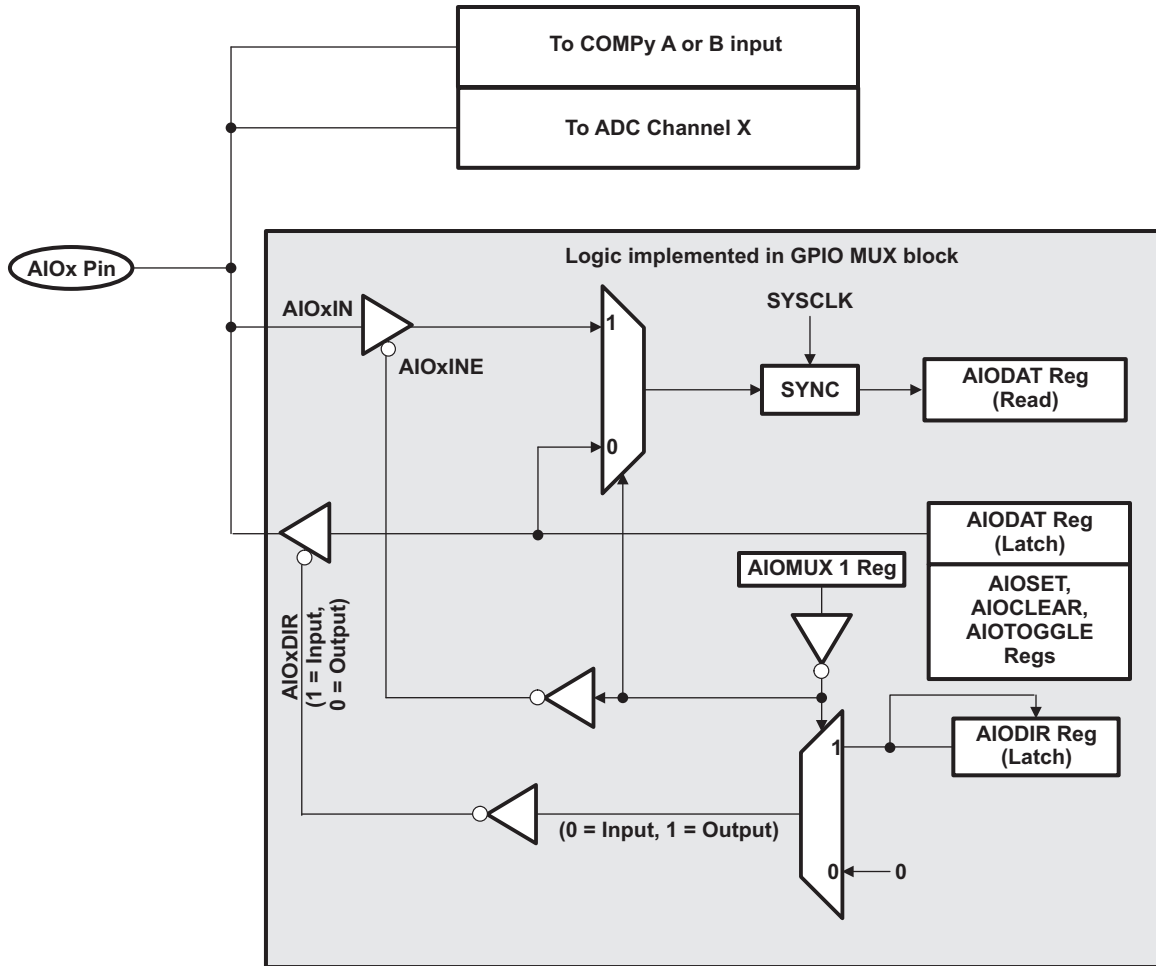 To COMPy A or B input
To ADC Channel X
AIOx Pin
Logic implemented in GPIO MUX block
AIOxIN
AIOxINE
1
0
SYSCLK
SYNC
AIODAT Reg
(Read)
AIODAT Reg
(Latch)
AIOSET,
AIOCLEAR,
AIOTOGGLE
Regs
AIOMUX 1 Reg
AIOxDIR
(1 = Input,
0 = Output)
1
AIODIR Reg
(Latch)
(0 = Input, 1 = Output)
0
0